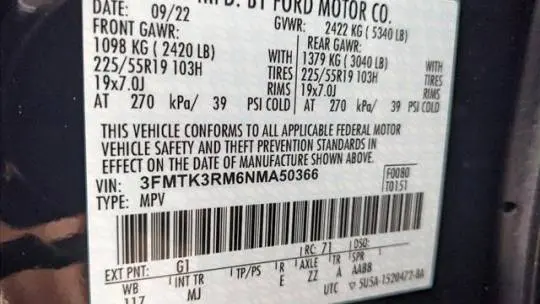 MFD. BY FORD MOTOR CO.
DATE: 09/22 GVWR: 2422 KG ( 5340 LB)
FRONT GAWR: REAR GAWR:
1098 KG ( 2420 LB) WITH 1379 KG ( 3040 LB) WITH
225/55R19 103H TIRES 225/55R19 103H TIRES
19x7.0J RIMS 19x7.0J RIMS
AT 270 kPa/ 39 PSI COLD AT 270 kPa/ 39 PSI COLD
THIS VEHICLE CONFORMS TO ALL APPLICABLE FEDERAL MOTOR
VEHICLE SAFETY AND THEFT PREVENTION STANDARDS IN
EFFECT ON THE DATE OF MANUFACTURE SHOWN ABOVE.
VIN: 3FMTK3RM6NMA50366 F0080
TYPE: MPV T0151
EXT PNT: G1 RC: 71 DSO:
WB INT TR TP/PS R AXLE TR SPR
117 MJ E ZZ A AABB
UTC 5U5A-1520472-BA